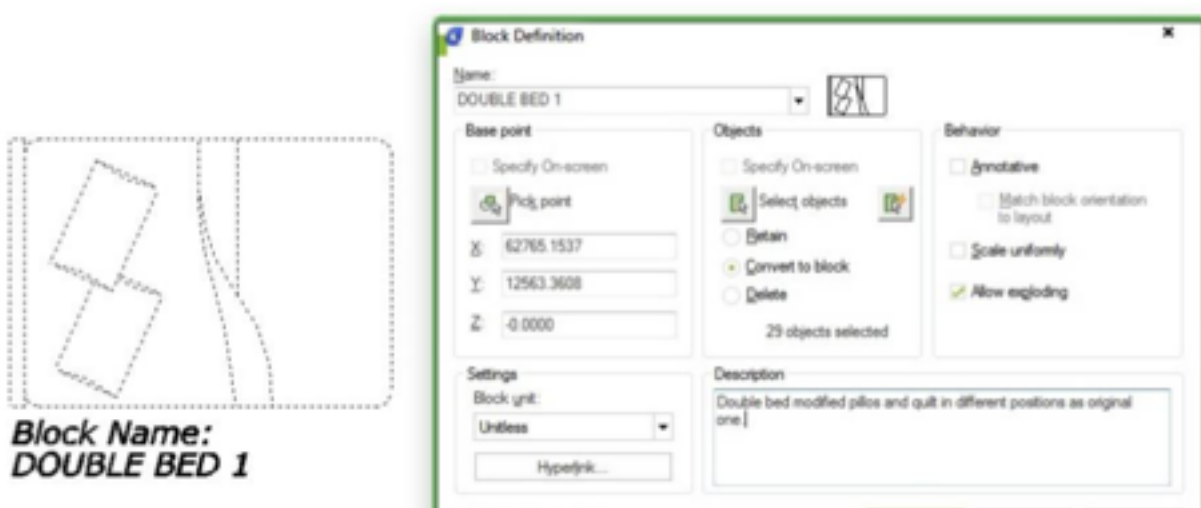 Block Definition
Name:
DOUBLE BED 1
Base point
Specify On-screen
Pick point
X: 62765.1537
Y: 12563.3608
Z: -0.0000
Objects
Specify On-screen
Select objects
Retain
Convert to block
Delete
29 objects selected
Behavior
Annotative
Match block orientation
to layout
Scale uniformly
Allow exploding
Settings
Block unit:
Unitless
Hyperlink...
Description
Double bed modified pillos and quilt in different positions as original
one.
Block Name:
DOUBLE BED 1